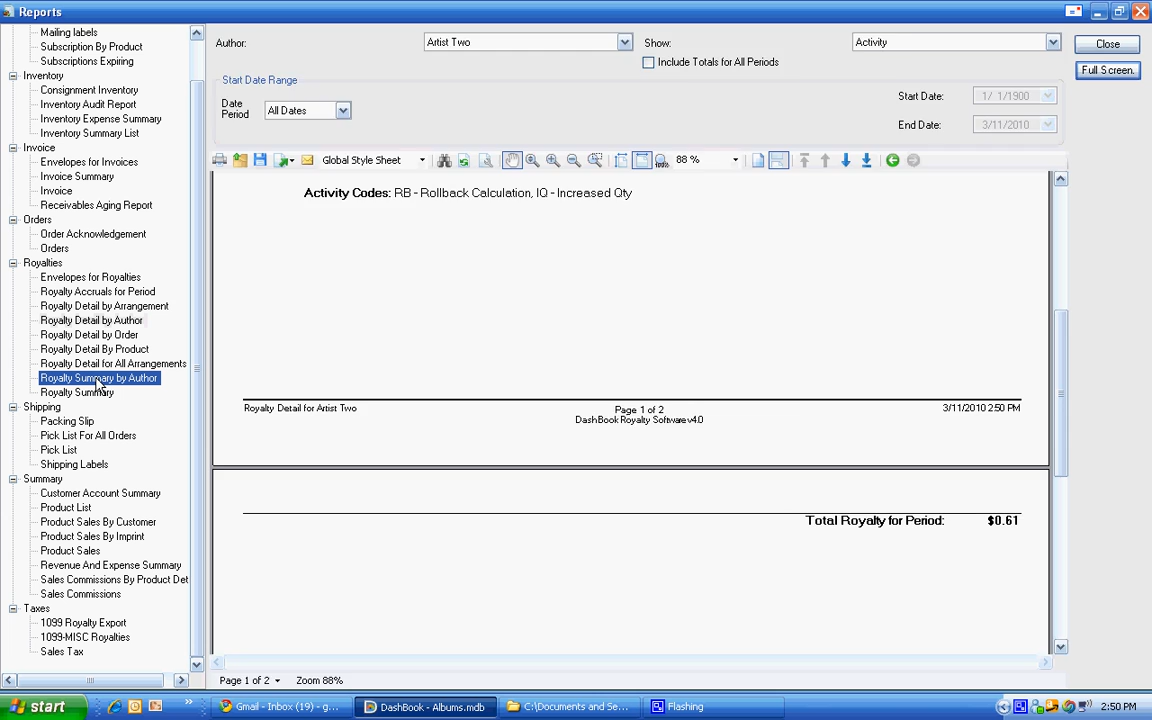 Reports
Mailing labels
Subscription By Product
Subscriptions Expiring
Inventory
Consignment Inventory
Inventory Audit Report
Inventory Expense Summary
Inventory Summary List
Invoice
Envelopes for Invoices
Invoice Summary
Invoice
Receivables Aging Report
Orders
Order Acknowledgement
Orders
Royalties
Envelopes for Royalties
Royalty Accruals for Period
Royalty Detail by Arrangement
Royalty Detail by Author
Royalty Detail by Order
Royalty Detail By Product
Royalty Detail for All Arrangements
Royalty Summary by Author
Royalty Summary
Shipping
Packing Slip
Pick List For All Orders
Pick List
Shipping Labels
Summary
Customer Account Summary
Product List
Product Sales By Customer
Product Sales By Imprint
Product Sales
Revenue And Expense Summary
Sales Commissions By Product Det
Sales Commissions
Taxes
1099 Royalty Export
1099-MISC Royalties
Sales Tax
Author: Artist Two Show: Activity
Include Totals for All Periods
Close
Full Screen.
Start Date Range
Date Period All Dates
Start Date: 1/ 1/1900
End Date: 3/11/2010
Global Style Sheet 100% 88 %
Activity Codes: RB - Rollback Calculation, IQ - Increased Qty
Royalty Detail for Artist Two Page 1 of 2 3/11/2010 2:50 PM
DashBook Royalty Software v4.0
Total Royalty for Period: $0.61
Page 1 of 2 Zoom 88%
start Gmail - Inbox (19) - g... DashBook - Albums.mdb C:\Documents and Se... Flashing 2:50 PM